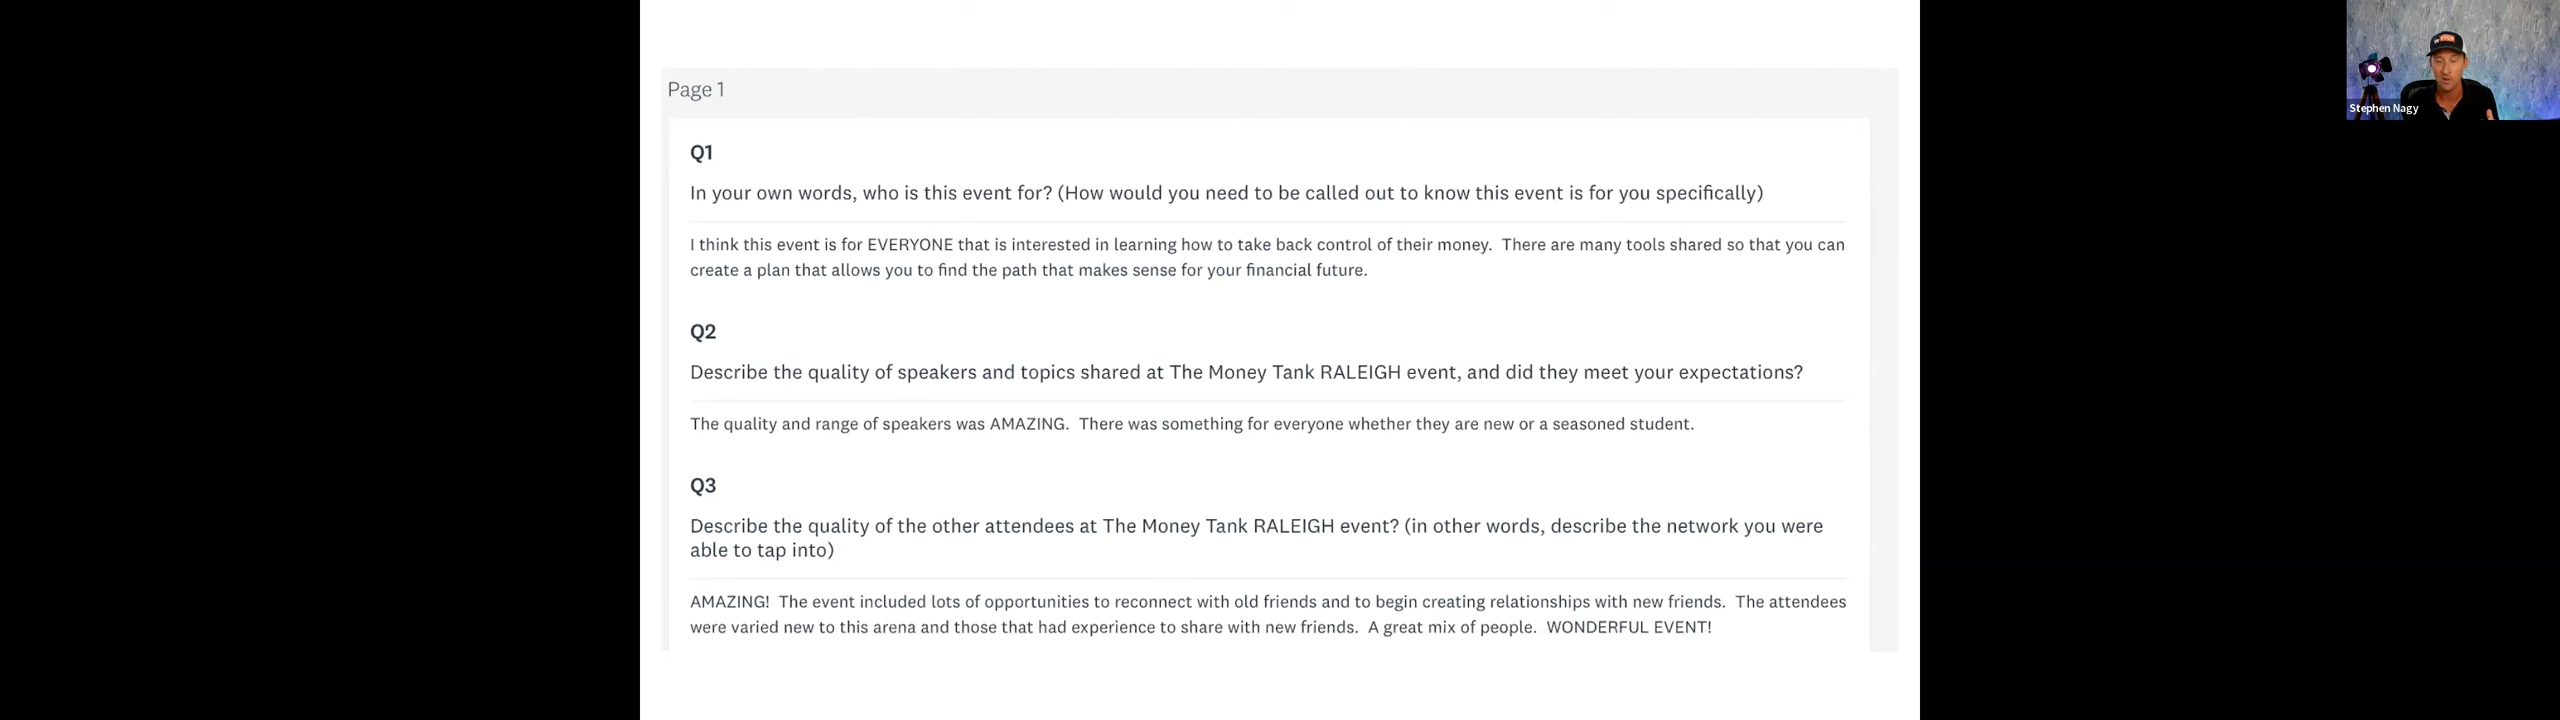 Page 1
Q1
In your own words, who is this event for? (How would you need to be called out to know this event is for you specifically)
I think this event is for EVERYONE that is interested in learning how to take back control of their money.  There are many tools shared so that you can
create a plan that allows you to find the path that makes sense for your financial future.
Q2
Describe the quality of speakers and topics shared at The Money Tank RALEIGH event, and did they meet your expectations?
The quality and range of speakers was AMAZING.  There was something for everyone whether they are new or a seasoned student.
Q3
Describe the quality of the other attendees at The Money Tank RALEIGH event? (in other words, describe the network you were
able to tap into)
AMAZING!  The event included lots of opportunities to reconnect with old friends and to begin creating relationships with new friends.  The attendees
were varied new to this arena and those that had experience to share with new friends.  A great mix of people.  WONDERFUL EVENT!
Stephen Nagy